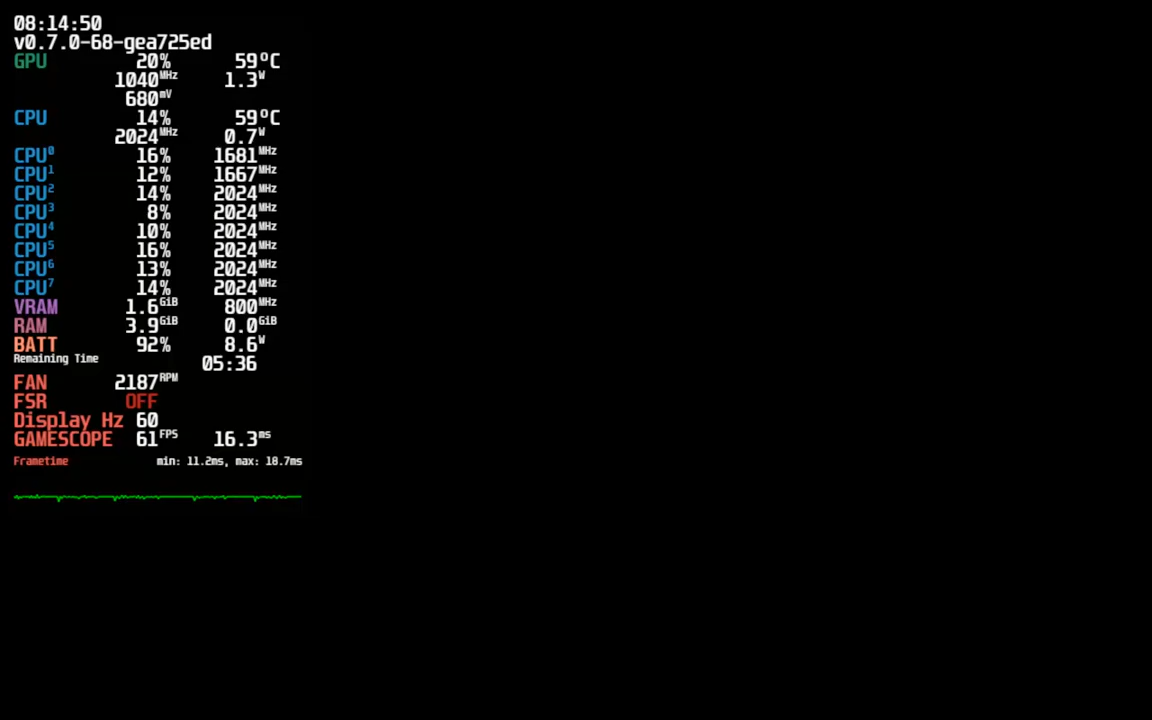 08:14:50
v0.7.0-68-gea725ed
GPU 20% 59°C
1040MHz 1.3W
680mV
CPU 14% 59°C
2024MHz 0.7W
CPU0 16% 1681MHz
CPU1 12% 1667MHz
CPU2 14% 2024MHz
CPU3 8% 2024MHz
CPU4 10% 2024MHz
CPU5 16% 2024MHz
CPU6 13% 2024MHz
CPU7 14% 2024MHz
VRAM 1.6GiB 800MHz
RAM 3.9GiB 0.0GiB
BATT 92% 8.6W
Remaining Time 05:36
FAN 2187RPM
FSR OFF
Display Hz 60
GAMESCOPE 61FPS 16.3ms
Frametime min: 11.2ms, max: 18.7ms